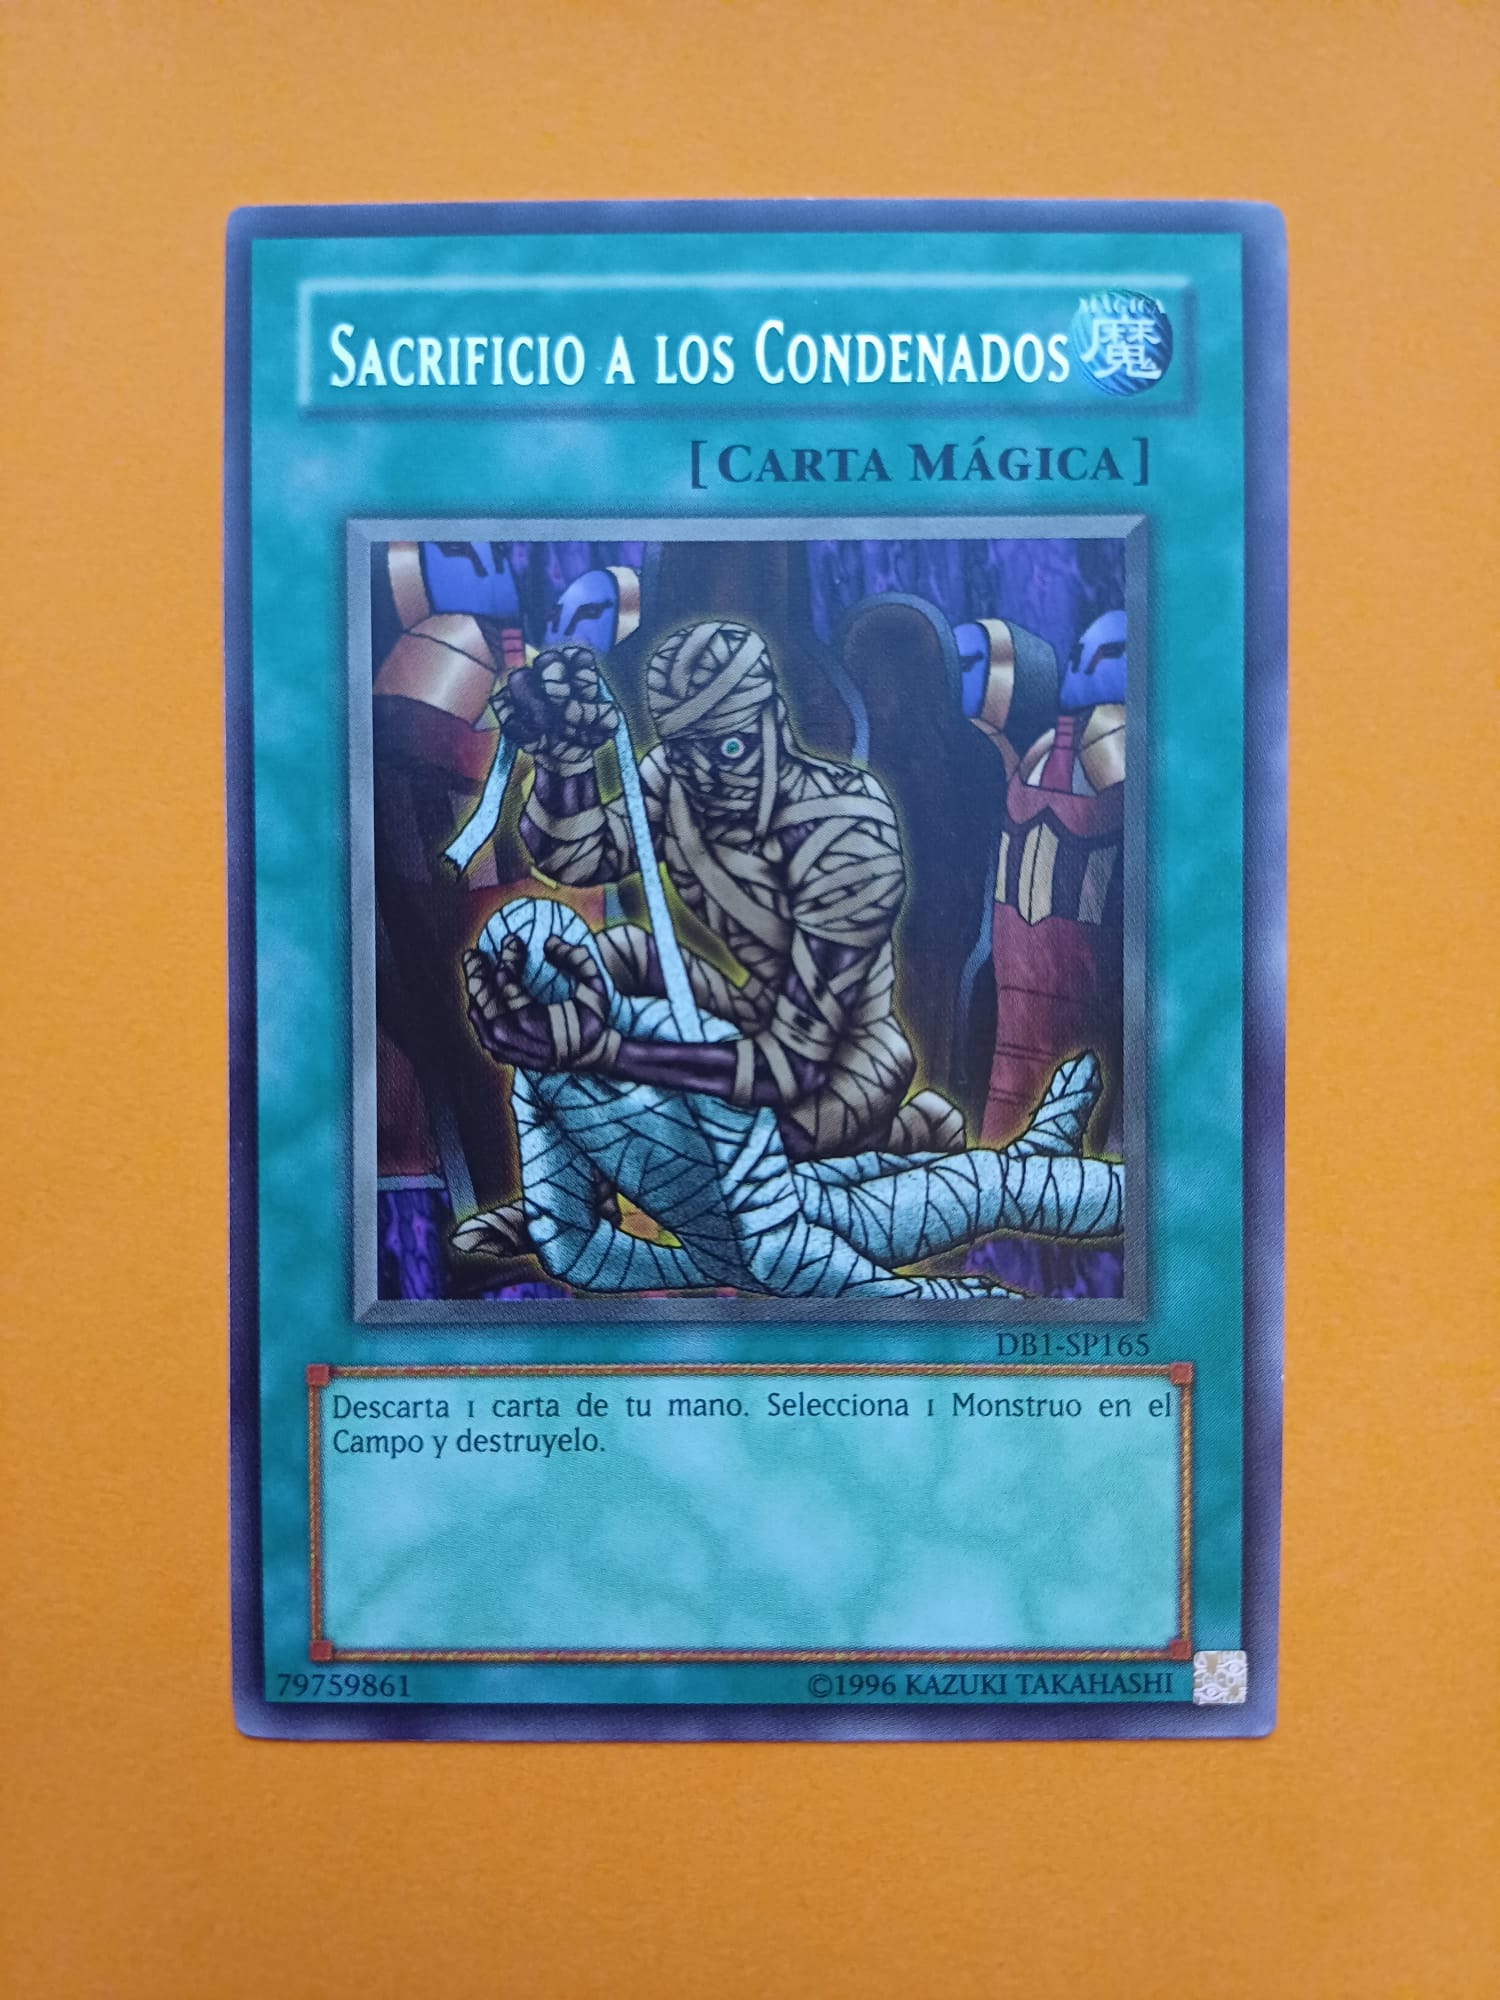 SACRIFICIO A LOS CONDENADOS
MÁGICA
魔
[CARTA MÁGICA]
DB1-SP165
Descarta 1 carta de tu mano. Selecciona 1 Monstruo en el
Campo y destruyelo.
79759861
©1996 KAZUKI TAKAHASHI